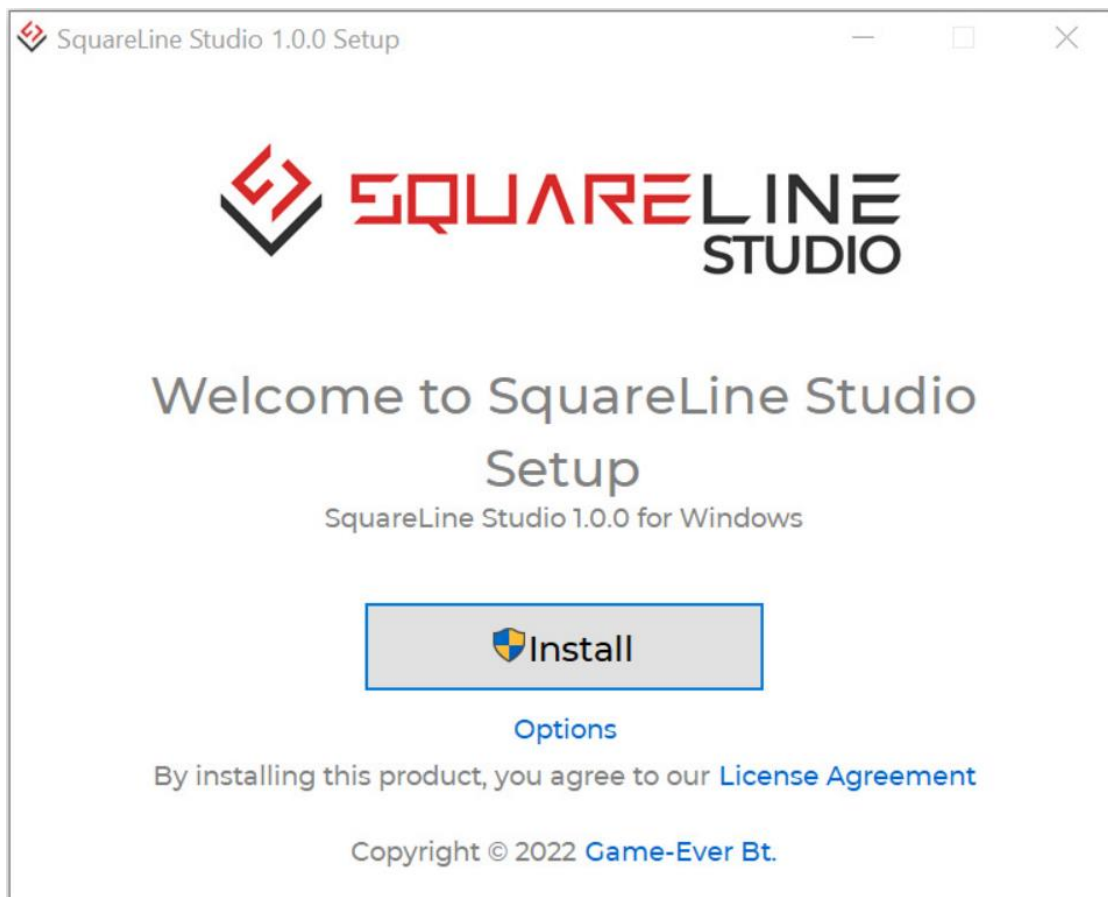 SquareLine Studio 1.0.0 Setup
SQUARELINE
STUDIO
Welcome to SquareLine Studio
Setup
SquareLine Studio 1.0.0 for Windows
Install
Options
By installing this product, you agree to our License Agreement
Copyright © 2022 Game-Ever Bt.